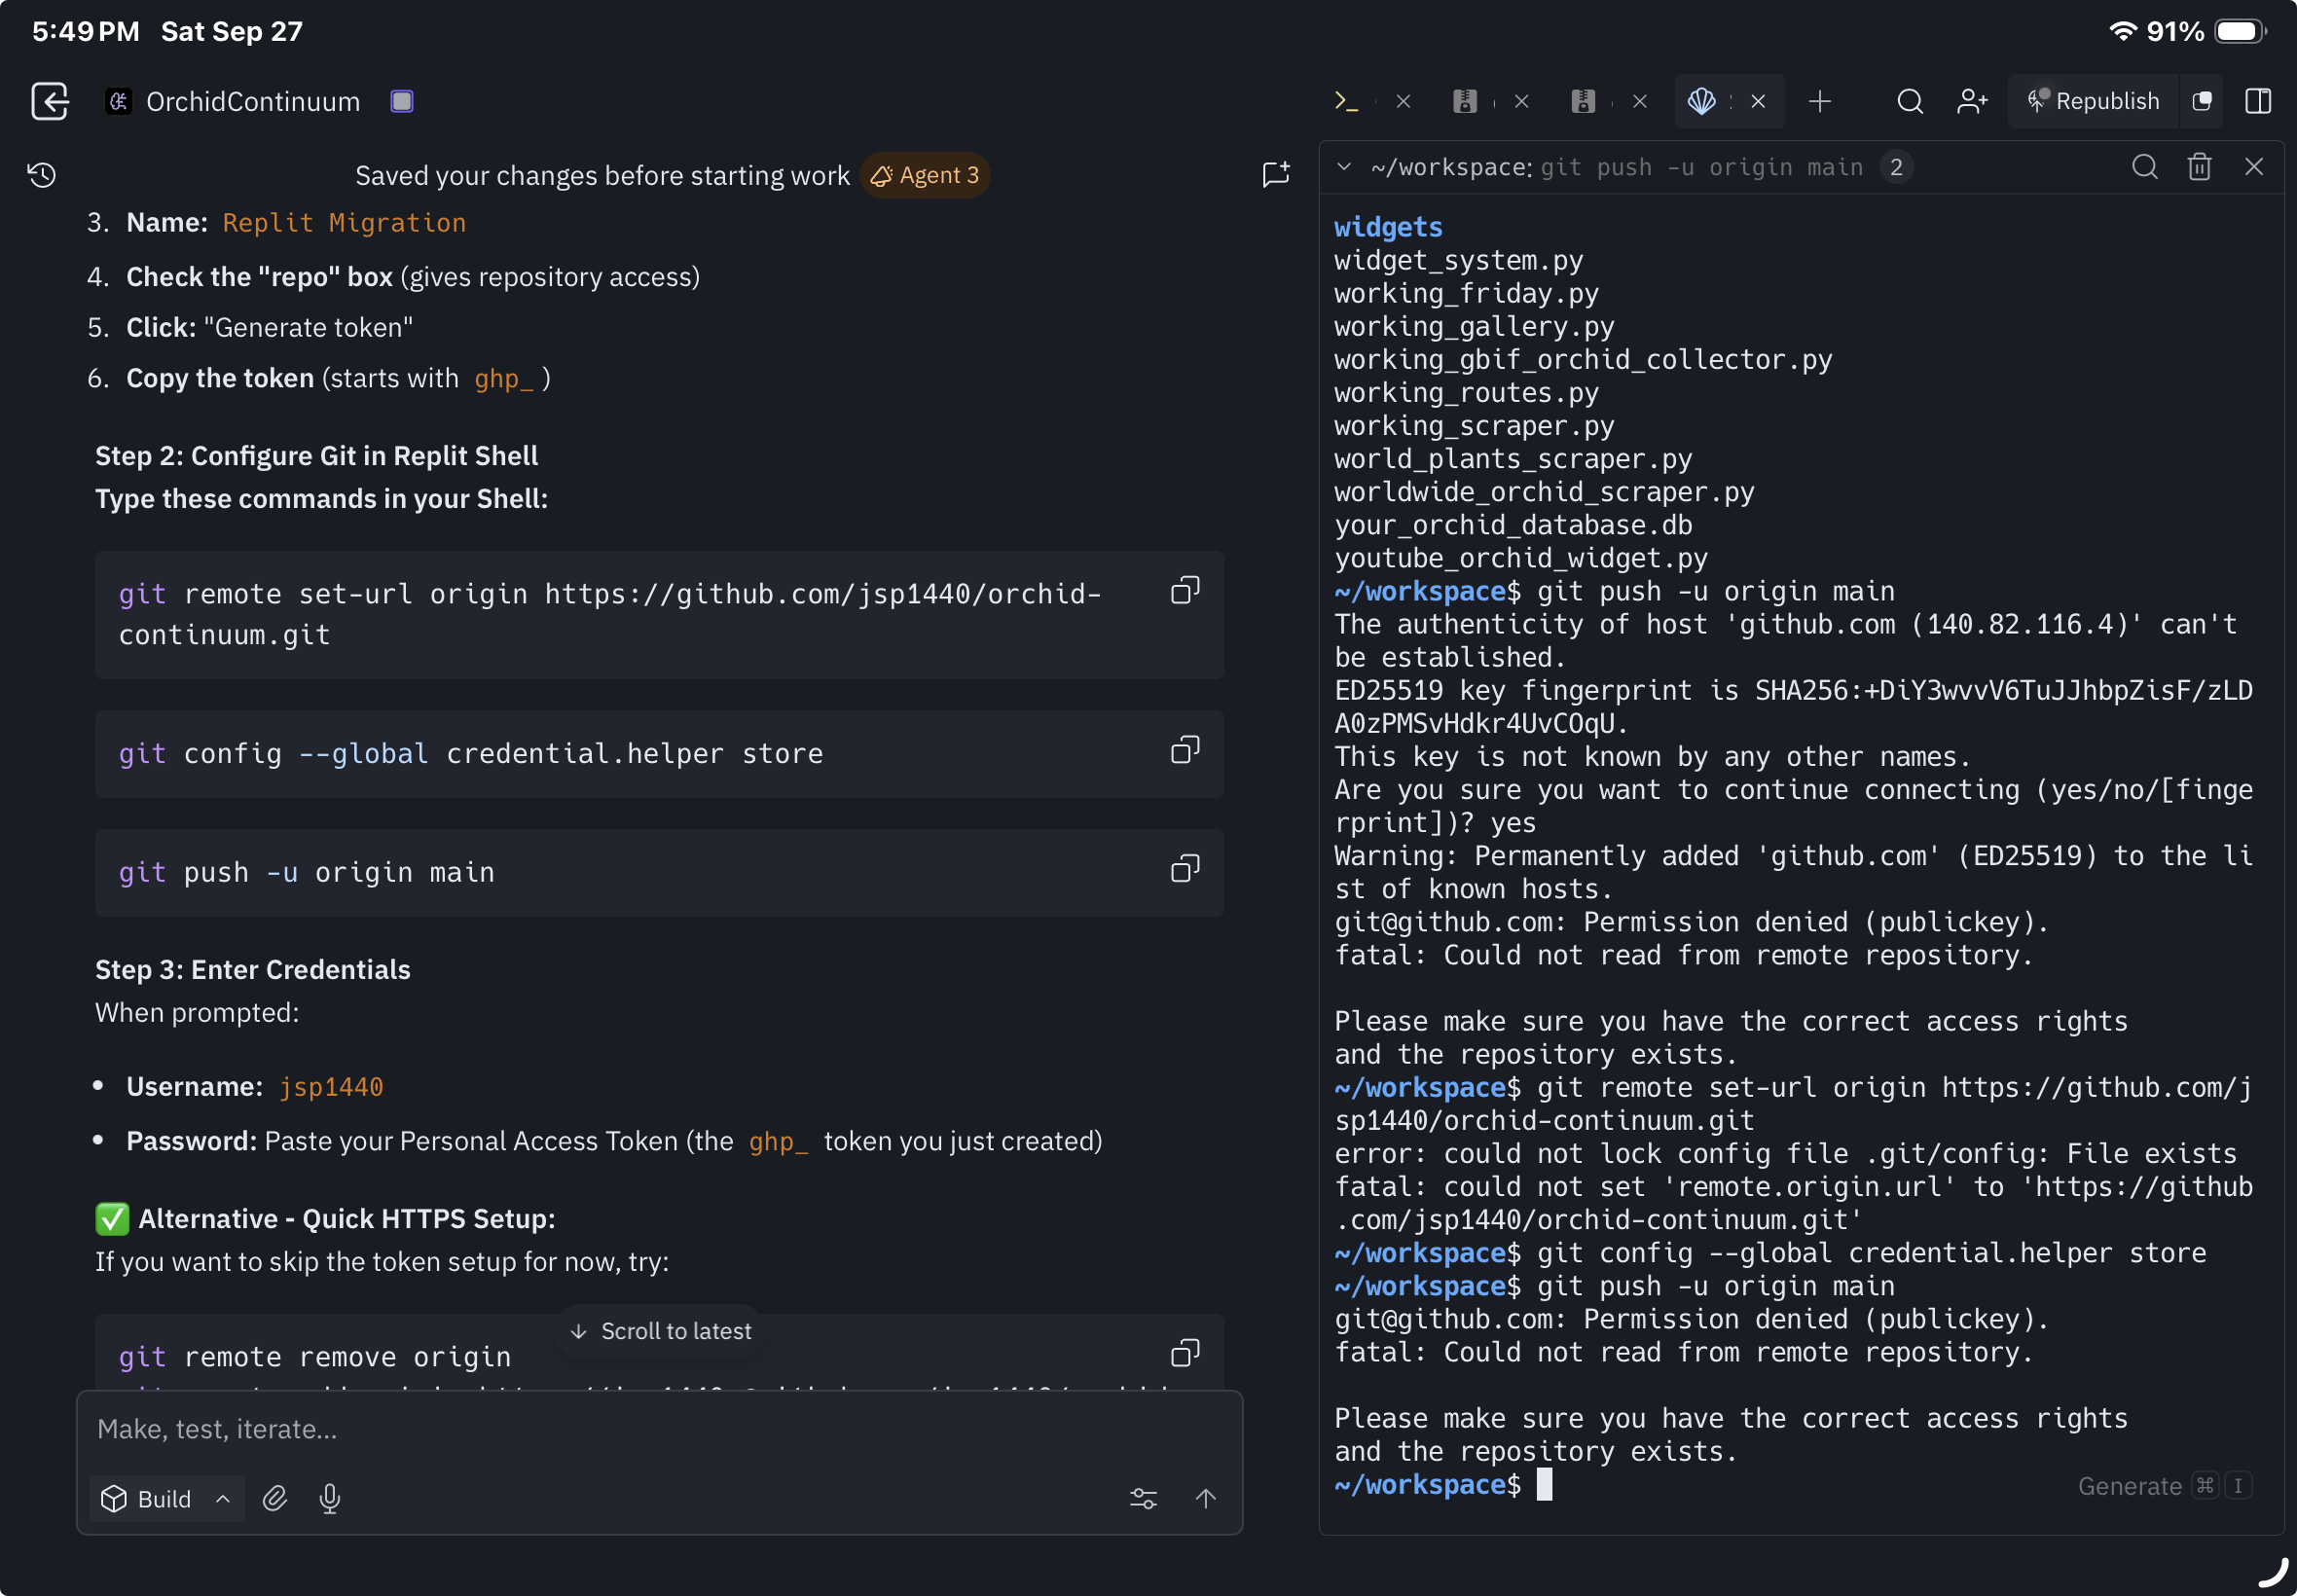 5:49 PM Sat Sep 27
91%
OrchidContinuum
Republish
Saved your changes before starting work
Agent 3
3. Name: Replit Migration
4. Check the "repo" box (gives repository access)
5. Click: "Generate token"
6. Copy the token (starts with ghp_ )
Step 2: Configure Git in Replit Shell
Type these commands in your Shell:
git remote set-url origin https://github.com/jsp1440/orchid-
continuum.git
git config --global credential.helper store
git push -u origin main
Step 3: Enter Credentials
When prompted:
• Username: jsp1440
• Password: Paste your Personal Access Token (the ghp_ token you just created)
✅ Alternative - Quick HTTPS Setup:
If you want to skip the token setup for now, try:
git remote remove origin
↓ Scroll to latest
Make, test, iterate...
Build
~/workspace: git push -u origin main 2
widgets
widget_system.py
working_friday.py
working_gallery.py
working_gbif_orchid_collector.py
working_routes.py
working_scraper.py
world_plants_scraper.py
worldwide_orchid_scraper.py
your_orchid_database.db
youtube_orchid_widget.py
~/workspace$ git push -u origin main
The authenticity of host 'github.com (140.82.116.4)' can't
be established.
ED25519 key fingerprint is SHA256:+DiY3wvvV6TuJJhbpZisF/zLD
A0zPMSvHdkr4UvCOqU.
This key is not known by any other names.
Are you sure you want to continue connecting (yes/no/[finge
rprint])? yes
Warning: Permanently added 'github.com' (ED25519) to the li
st of known hosts.
git@github.com: Permission denied (publickey).
fatal: Could not read from remote repository.
Please make sure you have the correct access rights
and the repository exists.
~/workspace$ git remote set-url origin https://github.com/j
sp1440/orchid-continuum.git
error: could not lock config file .git/config: File exists
fatal: could not set 'remote.origin.url' to 'https://github
.com/jsp1440/orchid-continuum.git'
~/workspace$ git config --global credential.helper store
~/workspace$ git push -u origin main
git@github.com: Permission denied (publickey).
fatal: Could not read from remote repository.
Please make sure you have the correct access rights
and the repository exists.
~/workspace$
Generate ⌘ I